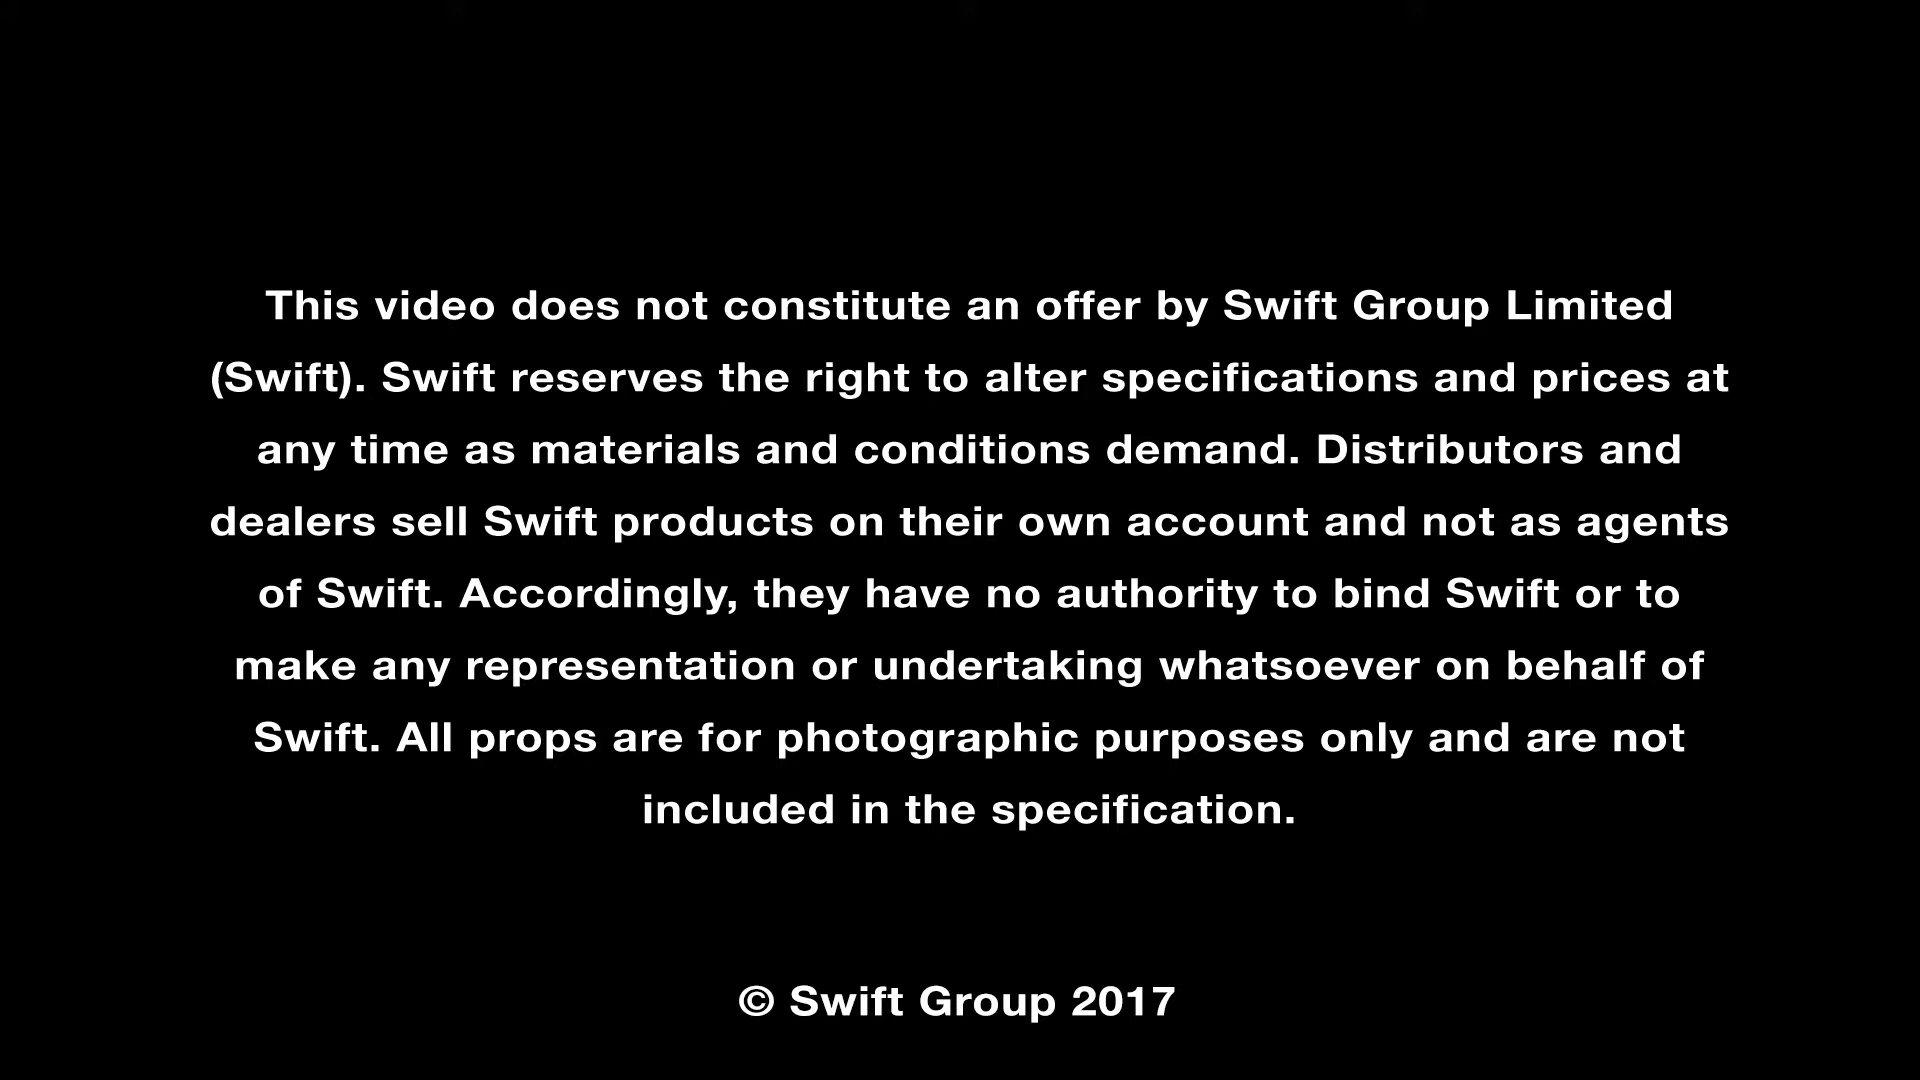 This video does not constitute an offer by Swift Group Limited
(Swift). Swift reserves the right to alter specifications and prices at
any time as materials and conditions demand. Distributors and
dealers sell Swift products on their own account and not as agents
of Swift. Accordingly, they have no authority to bind Swift or to
make any representation or undertaking whatsoever on behalf of
Swift. All props are for photographic purposes only and are not
included in the specification.
© Swift Group 2017